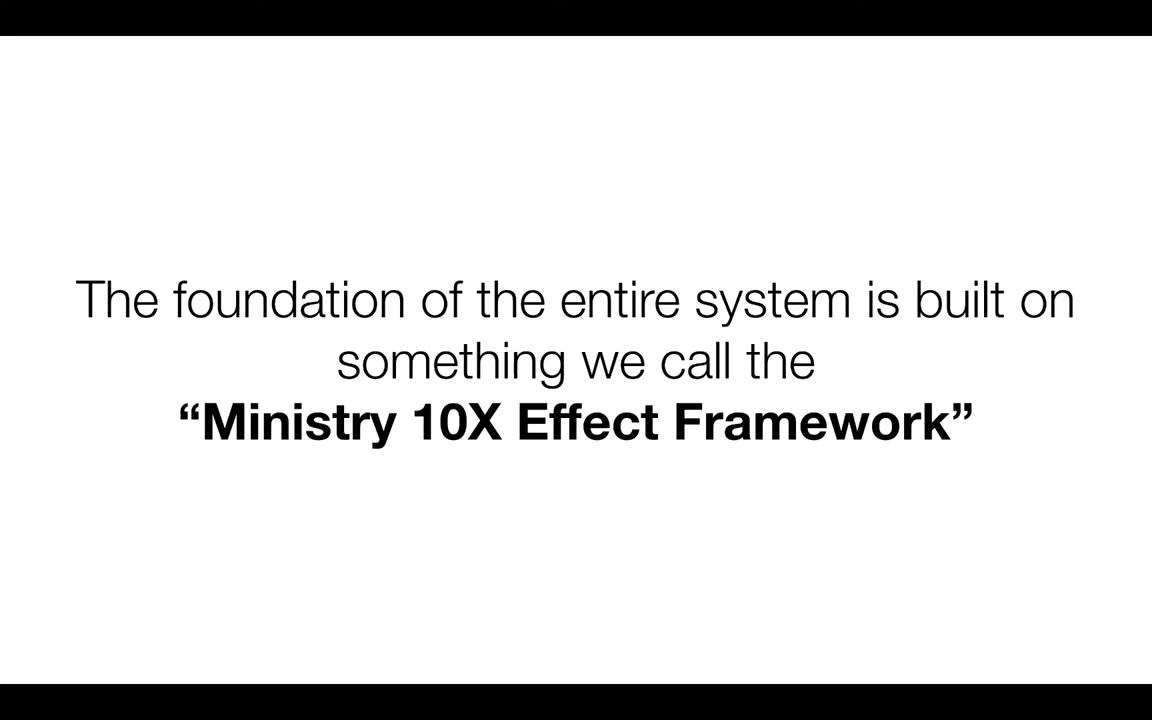 The foundation of the entire system is built on
something we call the
“Ministry 10X Effect Framework”